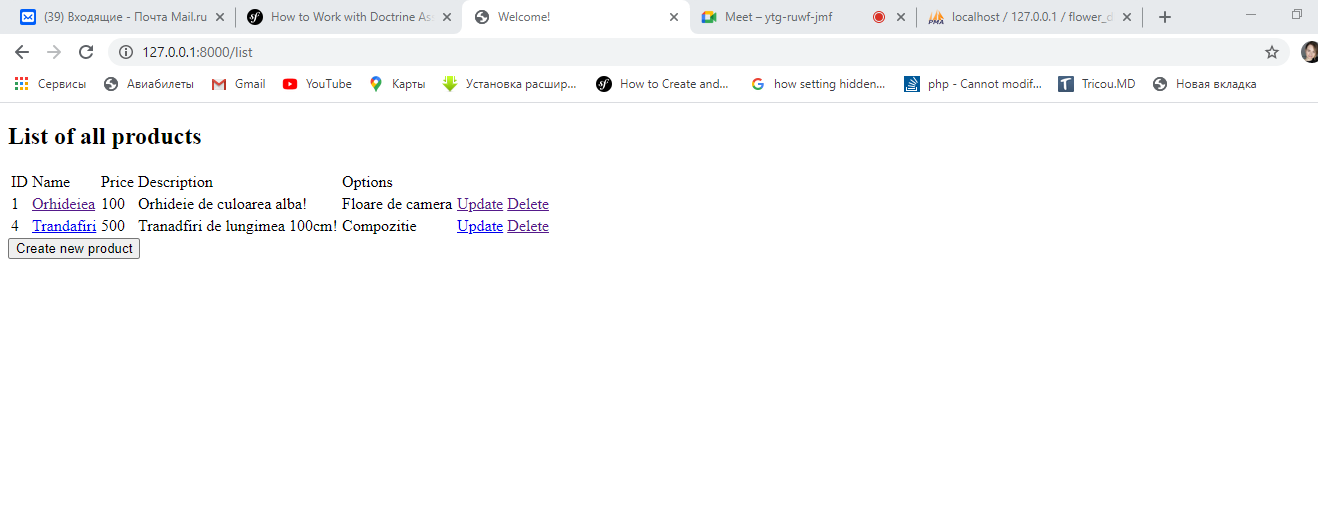 (39) Входящие - Почта Mail.ru How to Work with Doctrine As Welcome! Meet – ytg-ruwf-jmf localhost / 127.0.0.1 / flower_d
127.0.0.1:8000/list
Сервисы Авиабилеты Gmail YouTube Карты Установка расшир... How to Create and... how setting hidden... php - Cannot modif... Tricou.MD Новая вкладка
List of all products
ID Name Price Description Options
1 Orhideiea 100 Orhideie de culoarea alba! Floare de camera Update Delete
4 Trandafiri 500 Tranadfiri de lungimea 100cm! Compozitie Update Delete
Create new product